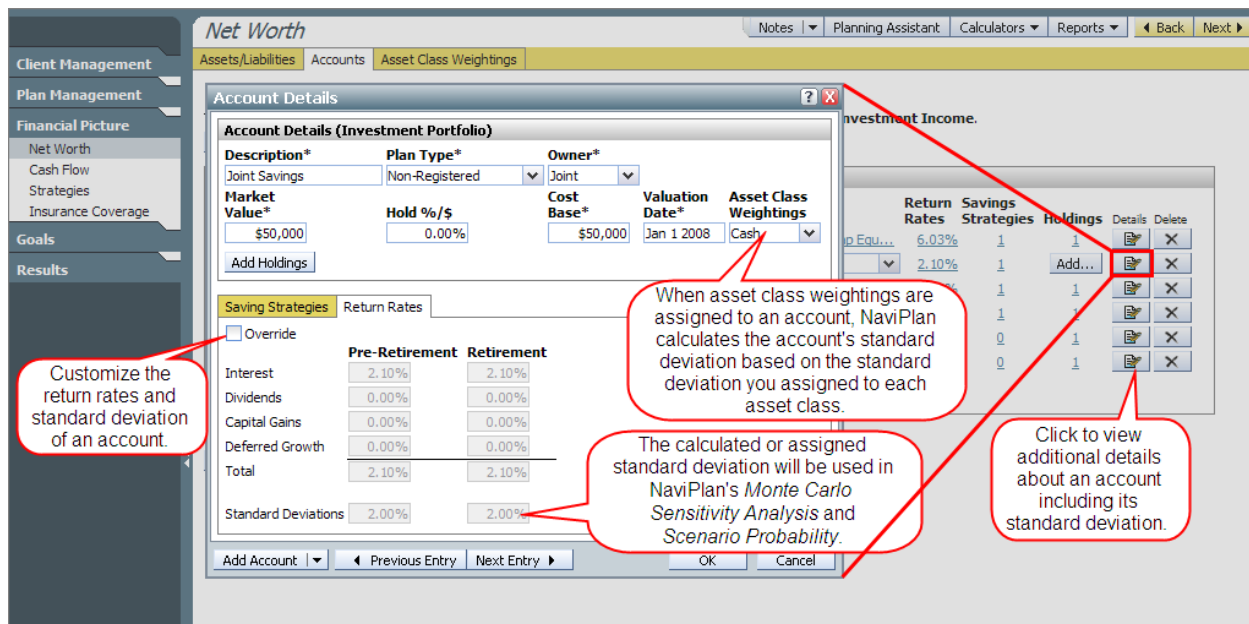 Net Worth
Notes
Planning Assistant
Calculators
Reports
Back
Next
Client Management
Plan Management
Financial Picture
Net Worth
Cash Flow
Strategies
Insurance Coverage
Goals
Results
Assets/Liabilities
Accounts
Asset Class Weightings
Account Details
?
X
Account Details (Investment Portfolio)
Description*
Plan Type*
Owner*
Joint Savings
Non-Registered
Joint
Market Value*
Hold %/$
Cost Base*
Valuation Date*
Asset Class Weightings
$50,000
0.00%
$50,000
Jan 1 2008
Cash
Add Holdings
Saving Strategies
Return Rates
Override
Pre-Retirement
Retirement
Interest
2.10%
2.10%
Dividends
0.00%
0.00%
Capital Gains
0.00%
0.00%
Deferred Growth
0.00%
0.00%
Total
2.10%
2.10%
Standard Deviations
2.00%
2.00%
Add Account
Previous Entry
Next Entry
OK
Cancel
Investment Income.
Return Rates
Savings Strategies
Holdings
Details
Delete
Equ...
6.03%
1
1
2.10%
1
Add...
1
1
1
1
0
1
0
1
Customize the
return rates and
standard deviation
of an account.
When asset class weightings are
assigned to an account, NaviPlan
calculates the account's standard
deviation based on the standard
deviation you assigned to each
asset class.
The calculated or assigned
standard deviation will be used in
NaviPlan's Monte Carlo
Sensitivity Analysis and
Scenario Probability.
Click to view
additional details
about an account
including its
standard deviation.